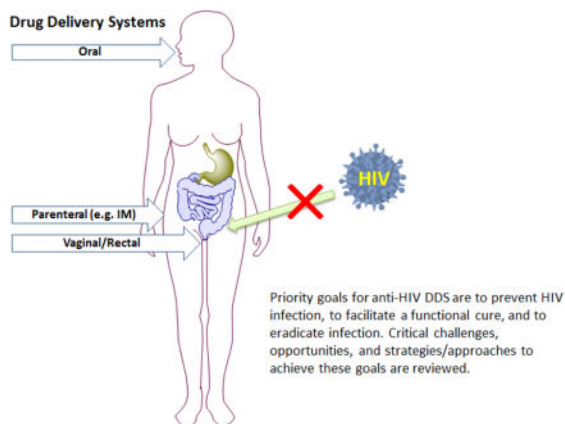 Drug Delivery Systems
Oral
HIV
Parenteral (e.g. IM)
Vaginal/Rectal
Priority goals for anti-HIV DDS are to prevent HIV
infection, to facilitate a functional cure, and to
eradicate infection. Critical challenges,
opportunities, and strategies/approaches to
achieve these goals are reviewed.